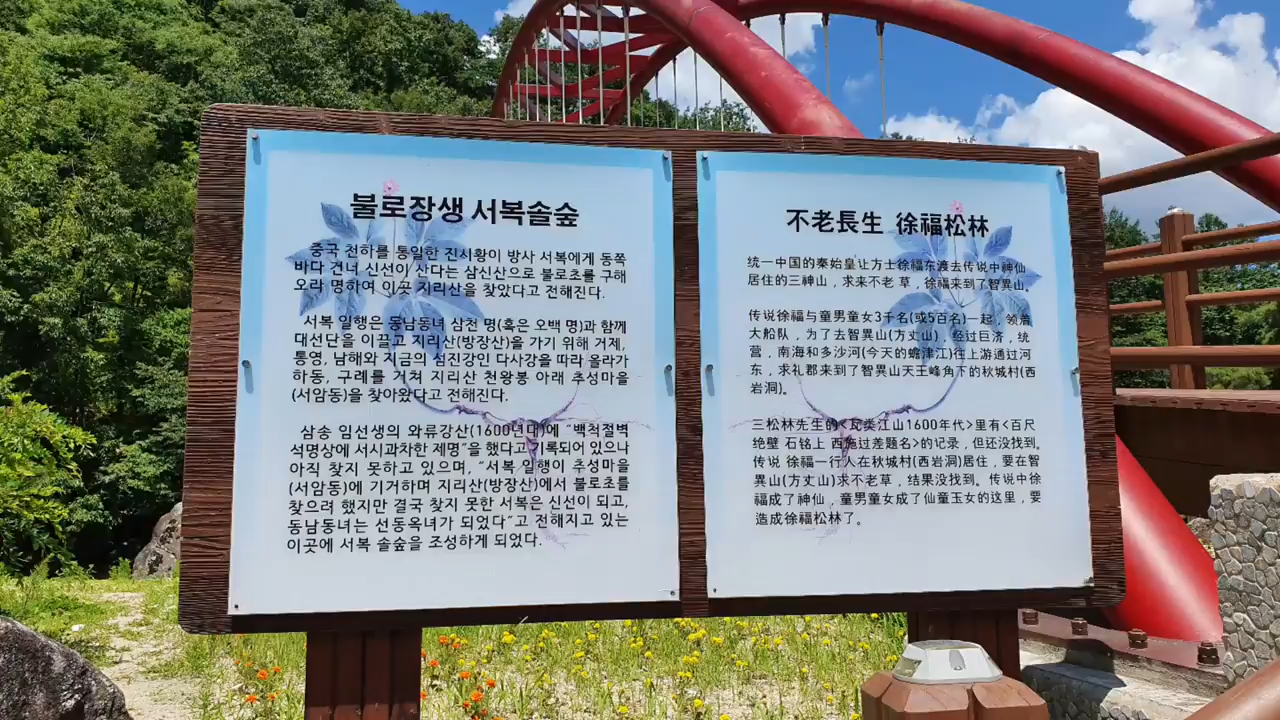 불로장생 서복솔숲
중국 천하를 통일한 진시황이 방사 서복에게 동쪽
바다 건너 신선이 산다는 삼신산으로 불로초를 구해
오라 명하여 이곳 지리산을 찾았다고 전해진다.
서복 일행은 동남동녀 삼천 명(혹은 오백 명)과 함께
대선단을 이끌고 지리산(방장산)을 가기 위해 거제,
통영, 남해와 지금의 섬진강인 다사강을 따라 올라가
하동, 구례를 거쳐 지리산 천왕봉 아래 추성마을
(서암동)을 찾아왔다고 전해진다.
삼송 임선생의 와류강산(1600년대)에 “백척절벽
석명상에 서시과차한 제명”을 했다고 기록되어 있으나
아직 찾지 못하고 있으며, “서복 일행이 추성마을
(서암동)에 기거하며 지리산(방장산)에서 불로초를
찾으려 했지만 결국 찾지 못한 서복은 신선이 되고,
동남동녀는 선동옥녀가 되었다”고 전해지고 있는
이곳에 서복 솔숲을 조성하게 되었다.
不老長生 徐福松林
统一中国的秦始皇让方士徐福东渡去传说中神仙
居住的三神山，求来不老 草，徐福来到了智異山,
传说徐福与童男童女3千名(或5百名)一起，领着
大船队，为了去智異山(方丈山)，经过巨济，统
营，南海和多沙河(今天的蟾津江)往上游通过河
东，求礼郡来到了智異山天王峰角下的秋城村(西
岩洞)。
三松林先生的<瓦类江山1600年代>里有<百尺
绝壁 石铭上 西施过差题名>的记录，但还没找到。
传说 徐福一行人在秋城村(西岩洞)居住，要在智
異山(方丈山)求不老草，结果没找到。传说中徐
福成了神仙，童男童女成了仙童玉女的这里，要
造成徐福松林了。